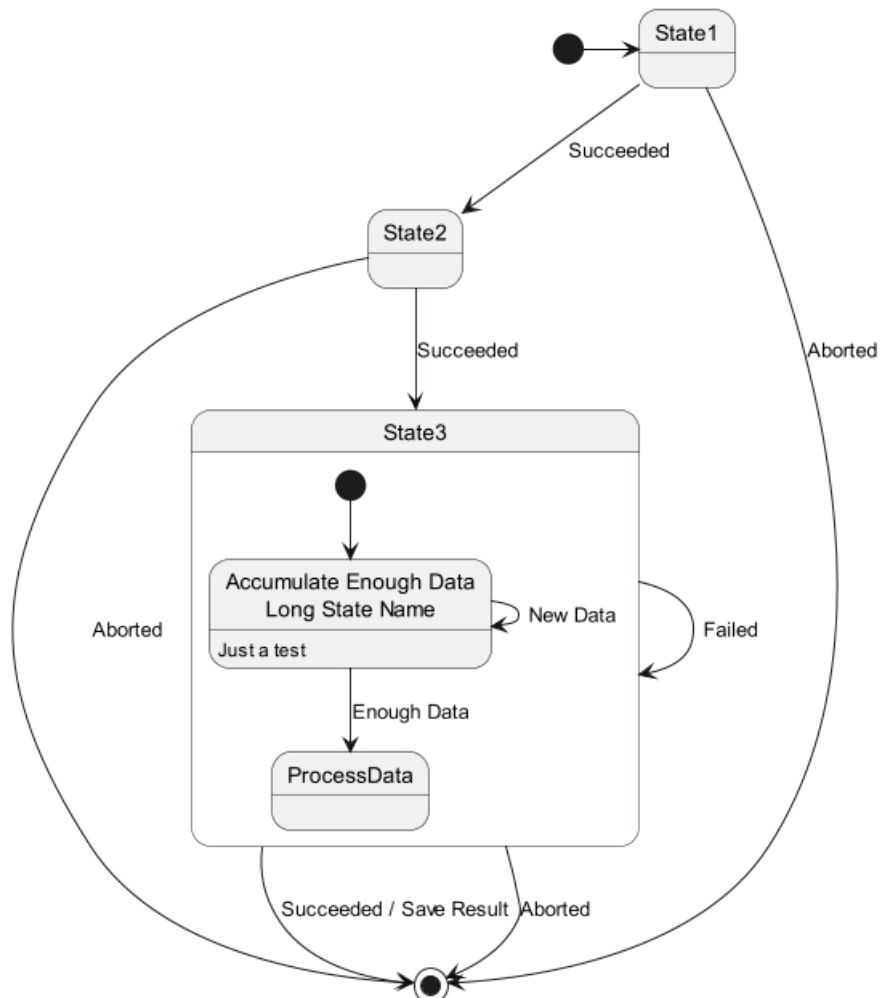 State1
Succeeded
State2
Succeeded
Aborted
State3
Accumulate Enough Data
Long State Name
Just a test
New Data
Aborted
Failed
Enough Data
ProcessData
Succeeded / Save Result
Aborted